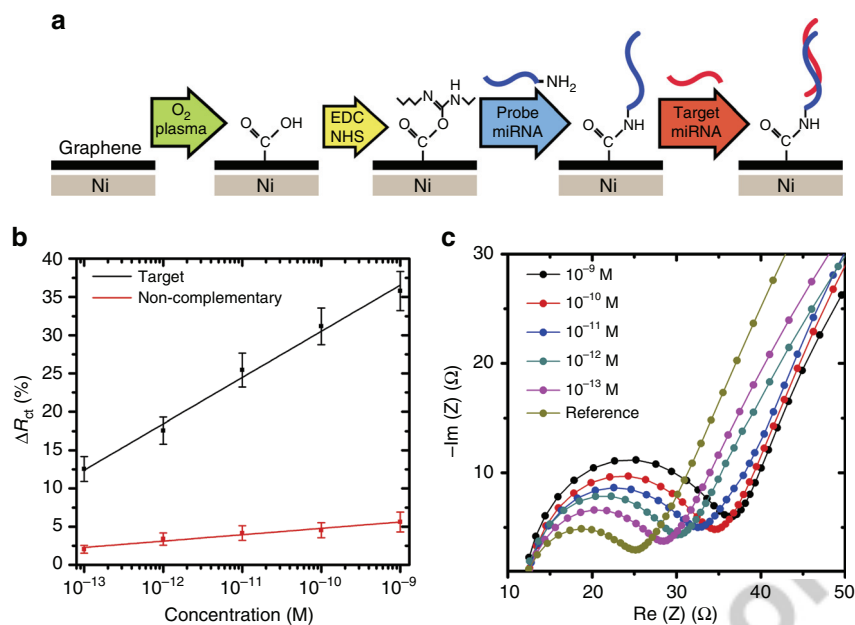 a
O₂ plasma
EDC NHS
NH₂
Probe miRNA
Target miRNA
Graphene
Ni
O
OH
Ni
N
H
N
O
O
Ni
O
NH
Ni
O
NH
Ni
b
ΔRct (%)
40
35
30
25
20
15
10
5
0
Target
Non-complementary
10⁻¹³
10⁻¹²
10⁻¹¹
10⁻¹⁰
10⁻⁹
Concentration (M)
c
−Im (Z) (Ω)
30
20
10
10⁻⁹ M
10⁻¹⁰ M
10⁻¹¹ M
10⁻¹² M
10⁻¹³ M
Reference
10
20
30
40
50
Re (Z) (Ω)